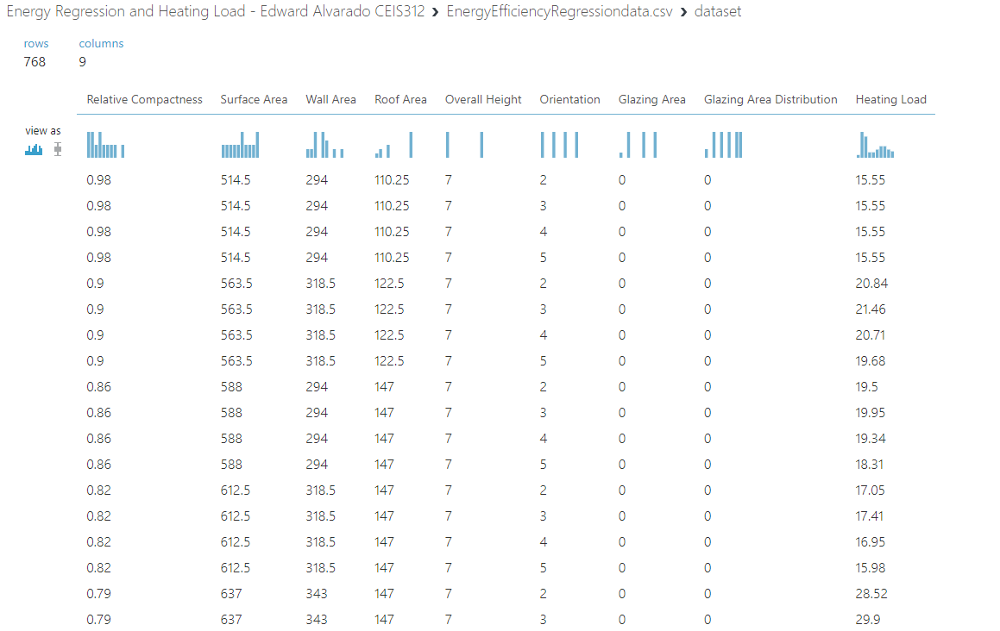 Energy Regression and Heating Load - Edward Alvarado CEIS312 › EnergyEfficiencyRegressiondata.csv › dataset
rows columns
768 9
Relative Compactness Surface Area Wall Area Roof Area Overall Height Orientation Glazing Area Glazing Area Distribution Heating Load
view as
0.98 514.5 294 110.25 7 2 0 0 15.55
0.98 514.5 294 110.25 7 3 0 0 15.55
0.98 514.5 294 110.25 7 4 0 0 15.55
0.98 514.5 294 110.25 7 5 0 0 15.55
0.9 563.5 318.5 122.5 7 2 0 0 20.84
0.9 563.5 318.5 122.5 7 3 0 0 21.46
0.9 563.5 318.5 122.5 7 4 0 0 20.71
0.9 563.5 318.5 122.5 7 5 0 0 19.68
0.86 588 294 147 7 2 0 0 19.5
0.86 588 294 147 7 3 0 0 19.95
0.86 588 294 147 7 4 0 0 19.34
0.86 588 294 147 7 5 0 0 18.31
0.82 612.5 318.5 147 7 2 0 0 17.05
0.82 612.5 318.5 147 7 3 0 0 17.41
0.82 612.5 318.5 147 7 4 0 0 16.95
0.82 612.5 318.5 147 7 5 0 0 15.98
0.79 637 343 147 7 2 0 0 28.52
0.79 637 343 147 7 3 0 0 29.9